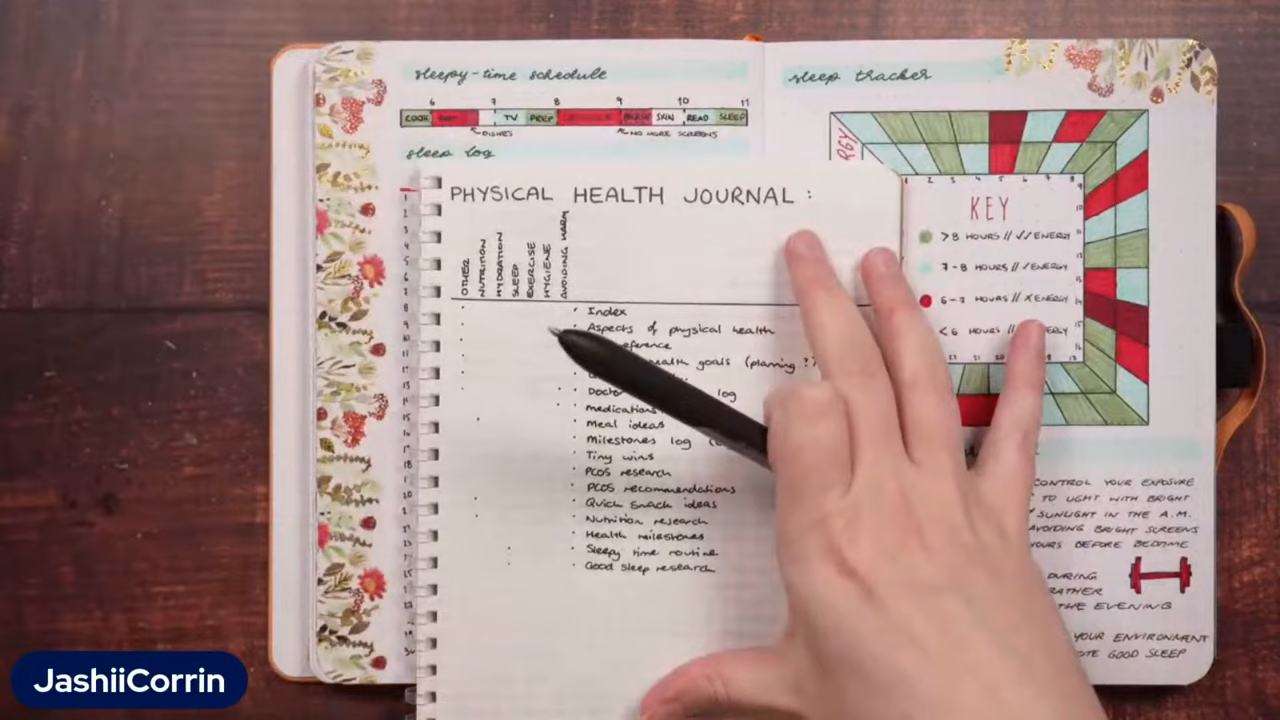 sleepy-time schedule
6 7 8 9 10 11
COOK TV PREP SKN READ SLEEP
DISHES
NO MORE SCREENS
sleep log
PHYSICAL HEALTH JOURNAL :
OTHER
NUTRITION
HYDRATION
SLEEP
EXERCISE
HYGIENE
AVOIDING HARM
Index
Aspects of physical health
health goals (planning?)
log
medications
Meal ideas
Milestones log
Tiny wins
PCOS research
PCOS recommendations
Quick snack ideas
Nutrition research
Health milestones
Sleepy time routine
Good sleep research
sleep tracker
KEY
>8 HOURS // √√ENERGY
7-8 HOURS // √ENERGY
6-7 HOURS // XENERGY
<6 HOURS //
CONTROL YOUR EXPOSURE
TO LIGHT WITH BRIGHT
SUNLIGHT IN THE A.M.
AVOIDING BRIGHT SCREENS
BEFORE BEDTIME
DURING
THE EVENING
YOUR ENVIRONMENT
GOOD SLEEP
JashiiCorrin